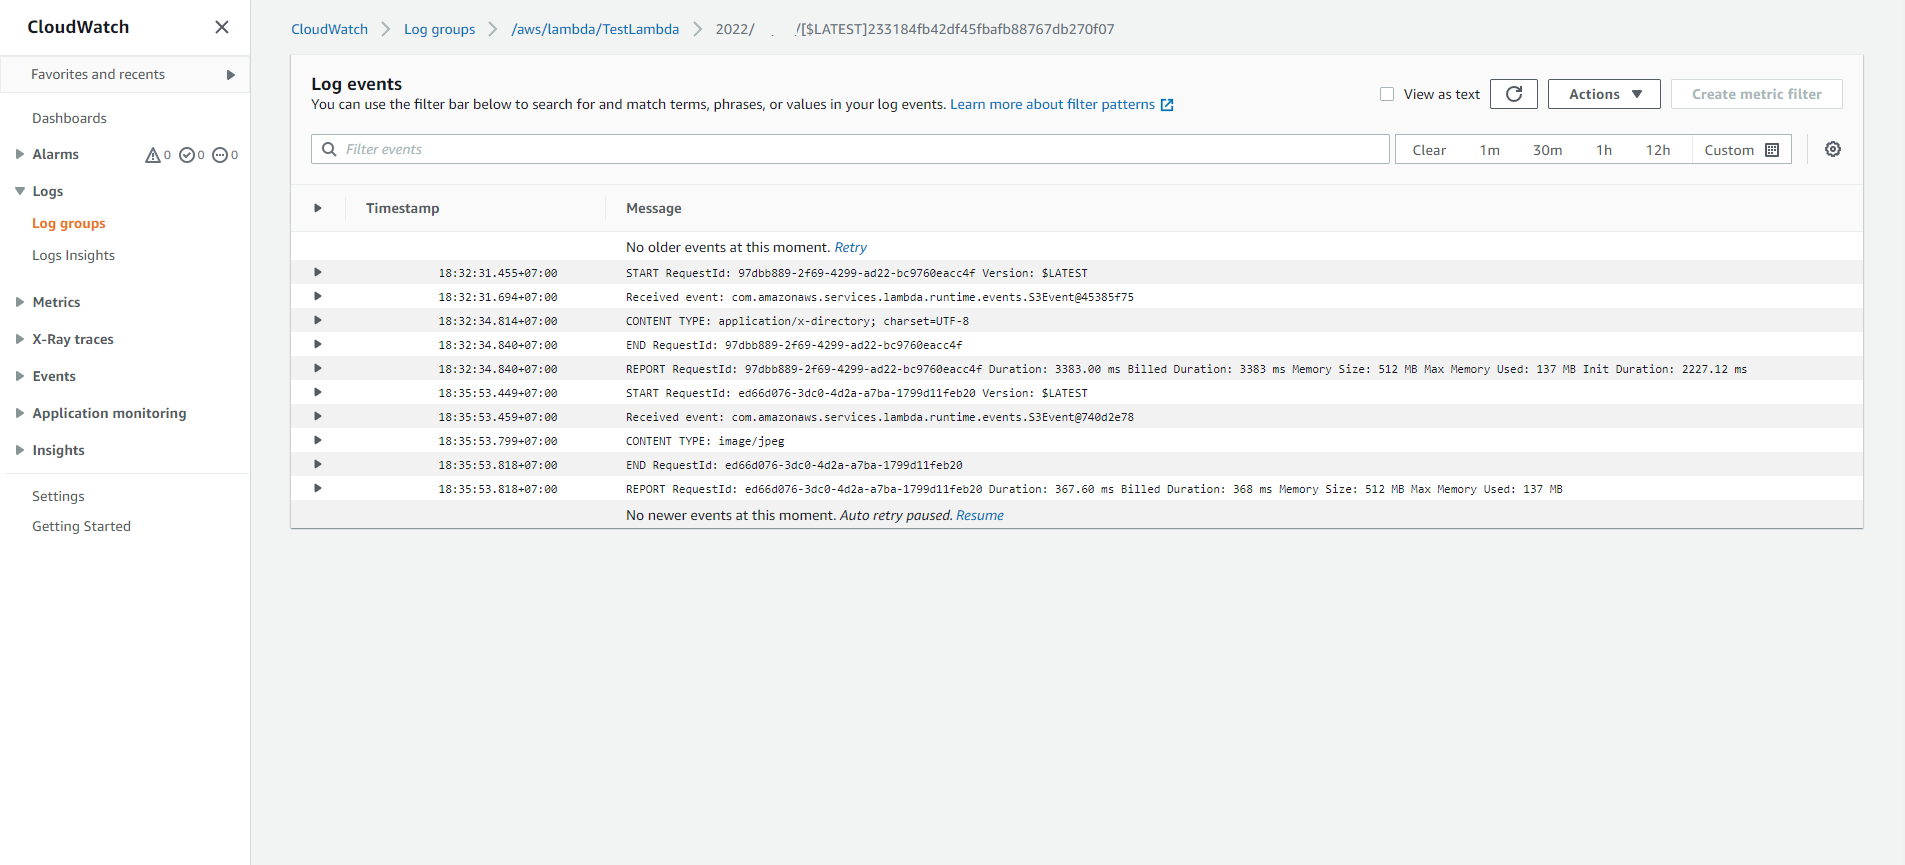 CloudWatch
Favorites and recents
Dashboards
Alarms 0 0 0
Logs
Log groups
Logs Insights
Metrics
X-Ray traces
Events
Application monitoring
Insights
Settings
Getting Started
CloudWatch Log groups /aws/lambda/TestLambda 2022/ . /[$LATEST]233184fb42df45fbafb88767db270f07
Log events
You can use the filter bar below to search for and match terms, phrases, or values in your log events. Learn more about filter patterns
View as text Actions Create metric filter
Filter events Clear 1m 30m 1h 12h Custom
Timestamp Message
No older events at this moment. Retry
18:32:31.455+07:00 START RequestId: 97dbb889-2f69-4299-ad22-bc9760eacc4f Version: $LATEST
18:32:31.694+07:00 Received event: com.amazonaws.services.lambda.runtime.events.S3Event@45385f75
18:32:34.814+07:00 CONTENT TYPE: application/x-directory; charset=UTF-8
18:32:34.840+07:00 END RequestId: 97dbb889-2f69-4299-ad22-bc9760eacc4f
18:32:34.840+07:00 REPORT RequestId: 97dbb889-2f69-4299-ad22-bc9760eacc4f Duration: 3383.00 ms Billed Duration: 3383 ms Memory Size: 512 MB Max Memory Used: 137 MB Init Duration: 2227.12 ms
18:35:53.449+07:00 START RequestId: ed66d076-3dc0-4d2a-a7ba-1799d11feb20 Version: $LATEST
18:35:53.459+07:00 Received event: com.amazonaws.services.lambda.runtime.events.S3Event@740d2e78
18:35:53.799+07:00 CONTENT TYPE: image/jpeg
18:35:53.818+07:00 END RequestId: ed66d076-3dc0-4d2a-a7ba-1799d11feb20
18:35:53.818+07:00 REPORT RequestId: ed66d076-3dc0-4d2a-a7ba-1799d11feb20 Duration: 367.60 ms Billed Duration: 368 ms Memory Size: 512 MB Max Memory Used: 137 MB
No newer events at this moment. Auto retry paused. Resume